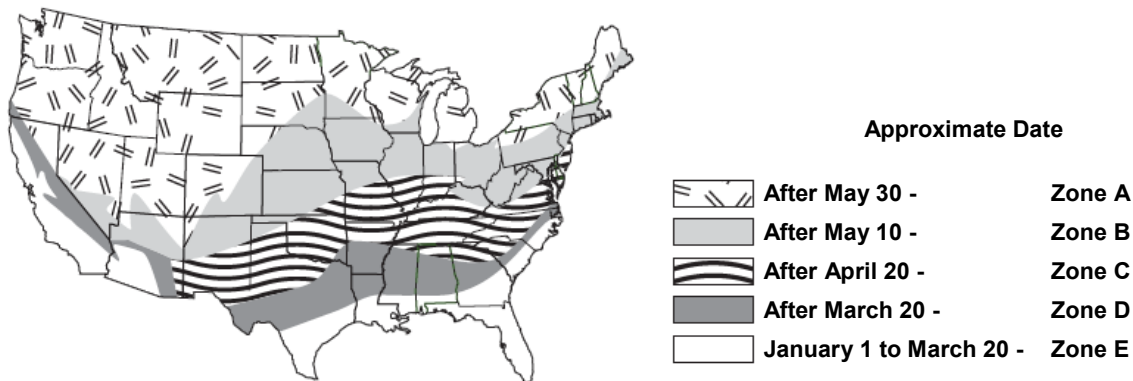 Approximate Date
After May 30 - Zone A
After May 10 - Zone B
After April 20 - Zone C
After March 20 - Zone D
January 1 to March 20 - Zone E